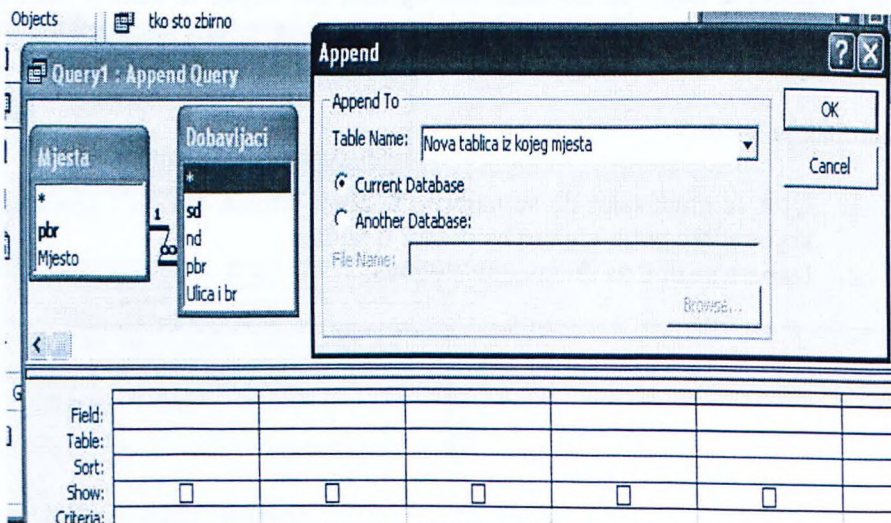 Objects
tko sto zbirno
Query1 : Append Query
Mjesta
*
pbr
Mjesto
1
∞
Dobavljaci
*
sd
nd
pbr
Ulica i br
Append
Append To
Table Name: Nova tablica iz kojeg mjesta
Current Database
Another Database:
File Name:
Browse...
OK
Cancel
G
Field:
Table:
Sort:
Show:
Criteria: